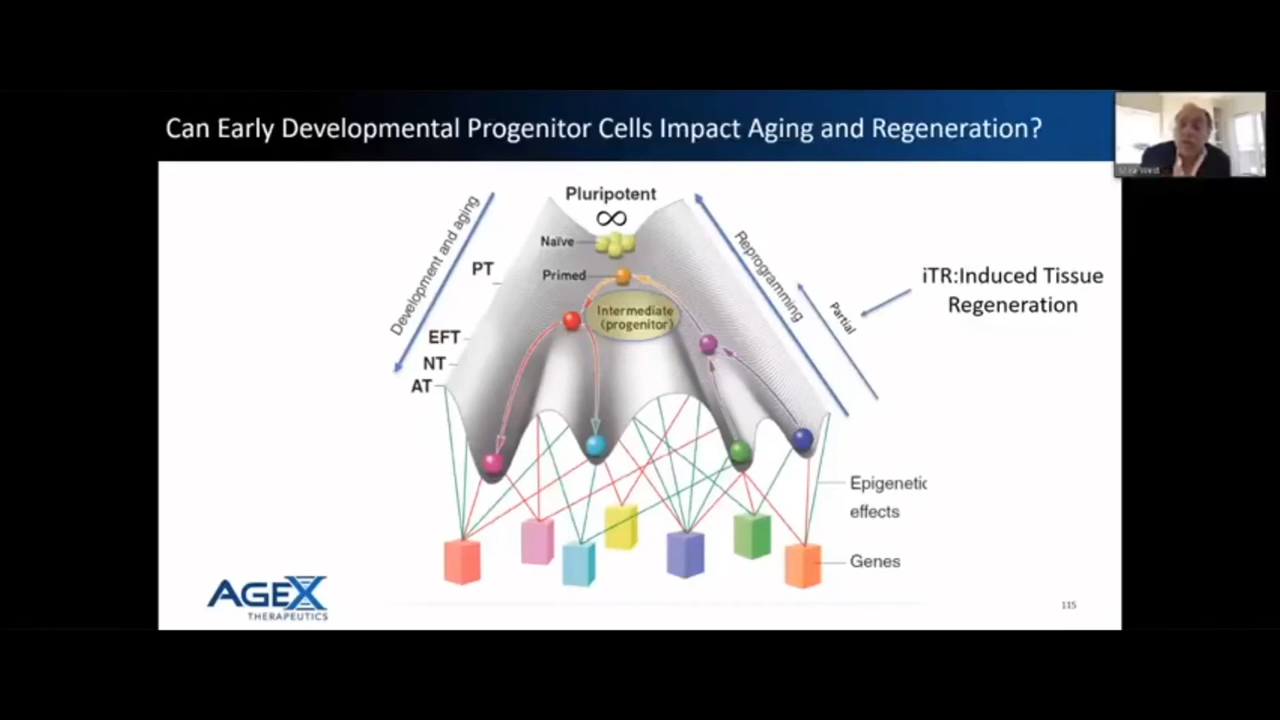 Can Early Developmental Progenitor Cells Impact Aging and Regeneration?
Pluripotent
∞
Naïve
Primed
Intermediate
(progenitor)
Development and aging
PT
EFT
NT
AT
Reprogramming
Partial
iTR:Induced Tissue
Regeneration
Epigenetic
effects
Genes
AGEX
THERAPEUTICS
115